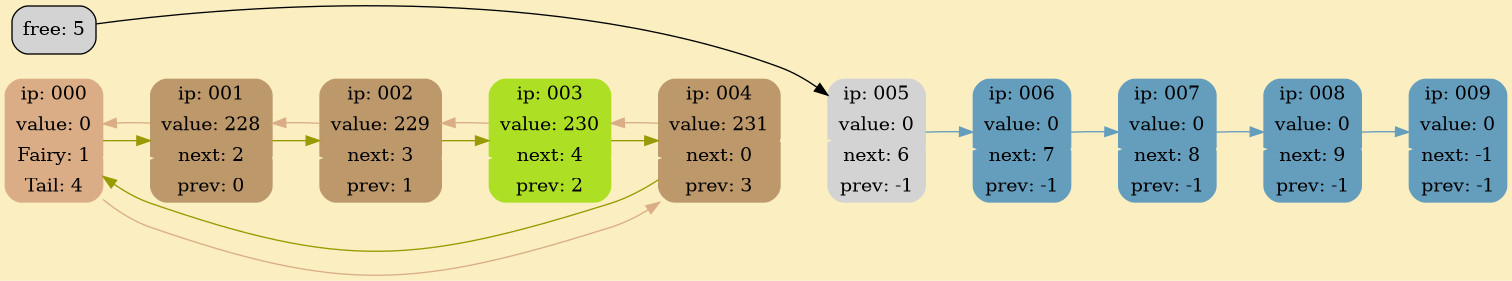 free: 5
ip: 000
value: 0
Fairy: 1
Tail: 4
ip: 001
value: 228
next: 2
prev: 0
ip: 002
value: 229
next: 3
prev: 1
ip: 003
value: 230
next: 4
prev: 2
ip: 004
value: 231
next: 0
prev: 3
ip: 005
value: 0
next: 6
prev: -1
ip: 006
value: 0
next: 7
prev: -1
ip: 007
value: 0
next: 8
prev: -1
ip: 008
value: 0
next: 9
prev: -1
ip: 009
value: 0
next: -1
prev: -1